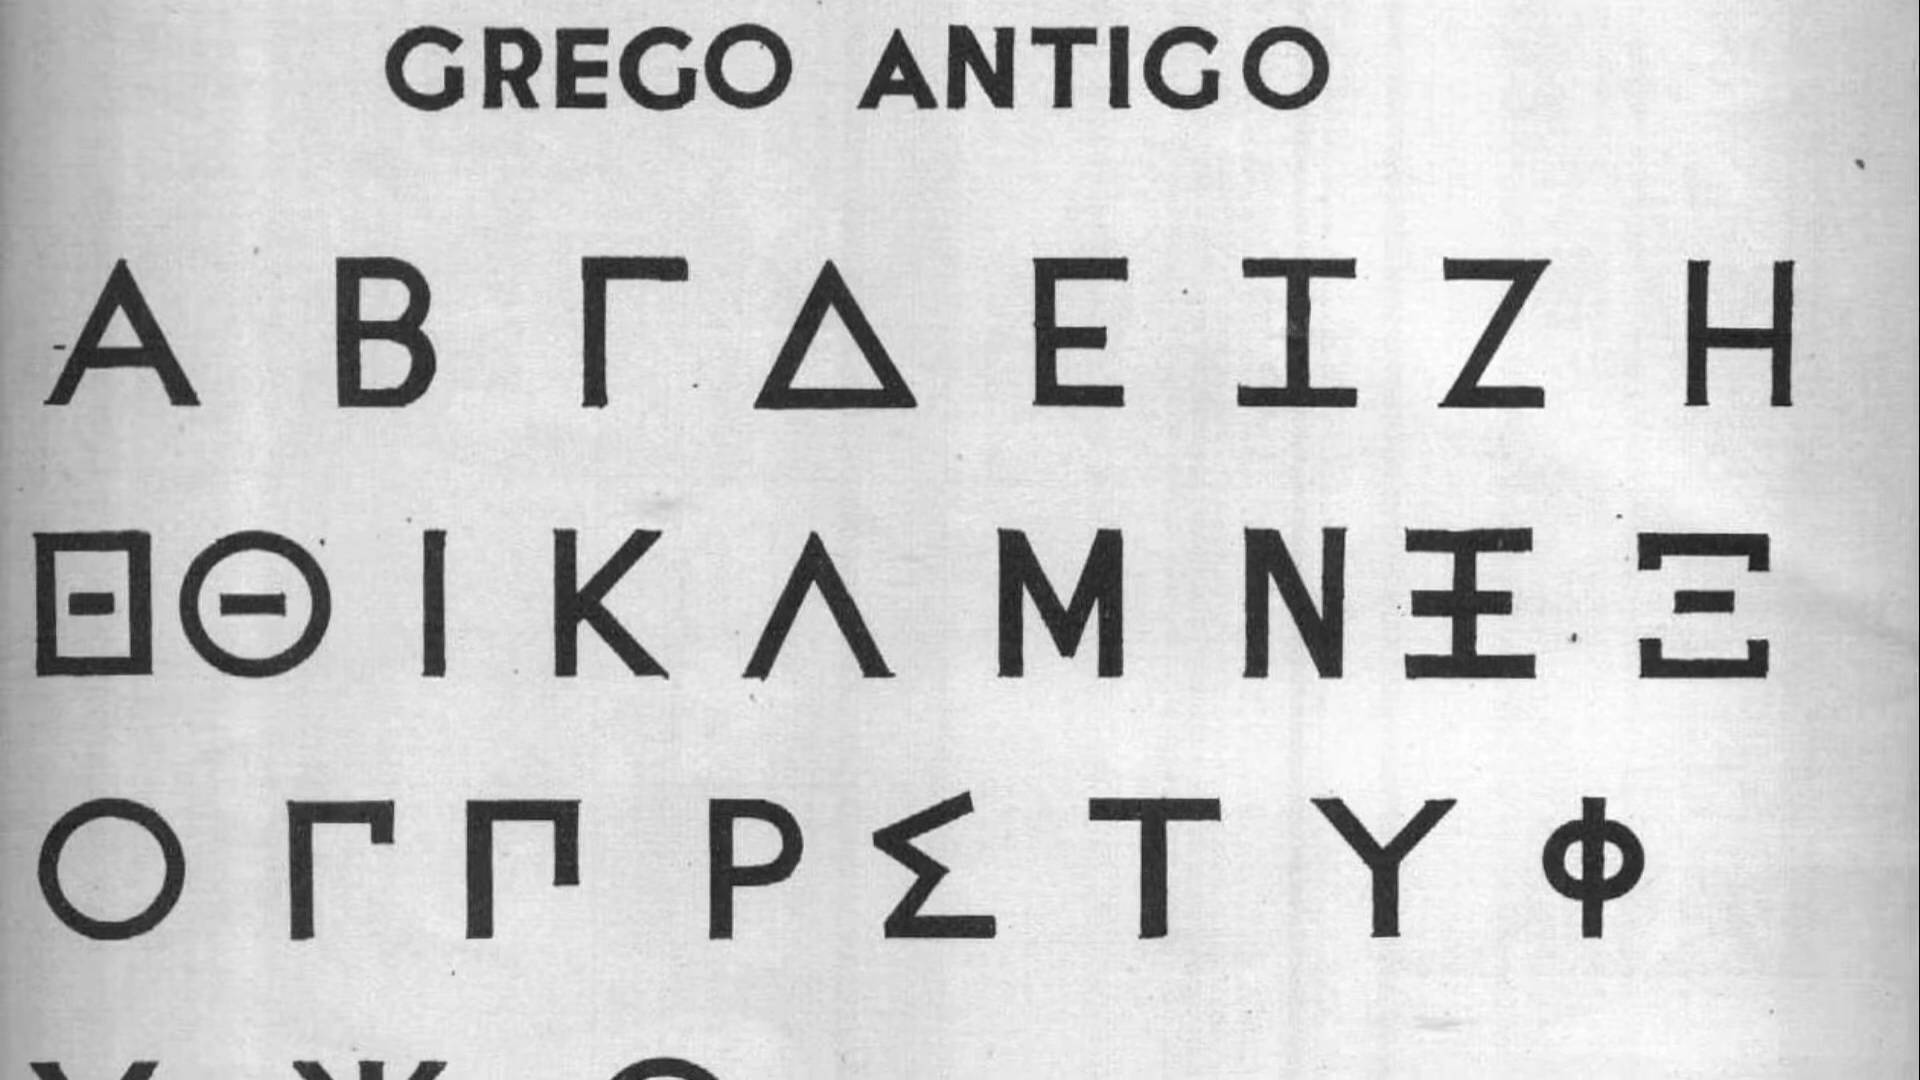 GREGO ANTIGO
Α Β Γ Δ Ε Ζ Ζ Η
Θ Θ Ι Κ Λ Μ Ν Ξ Ξ
Ο Π Π Ρ Σ Τ Υ Φ